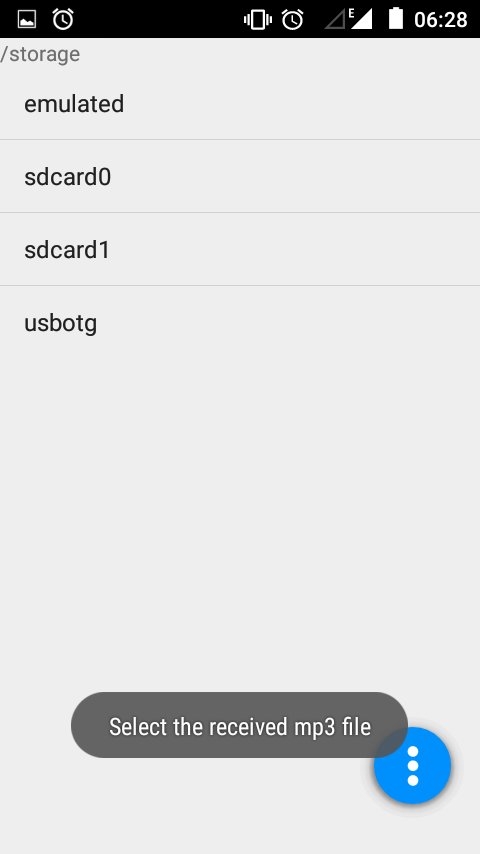 E
06:28
/storage
emulated
sdcard0
sdcard1
usbotg
Select the received mp3 file